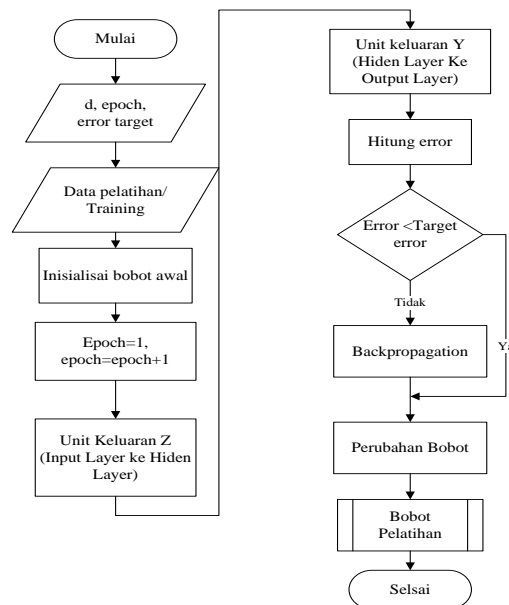 Mulai
d, epoch,
error target
Data pelatihan/
Training
Inisialisai bobot awal
Epoch=1,
epoch=epoch+1
Unit Keluaran Z
(Input Layer ke Hiden
Layer)
Unit keluaran Y
(Hiden Layer Ke
Output Layer)
Hitung error
Error <Target
error
Tidak
Backpropagation
Perubahan Bobot
Bobot
Pelatihan
Selsai